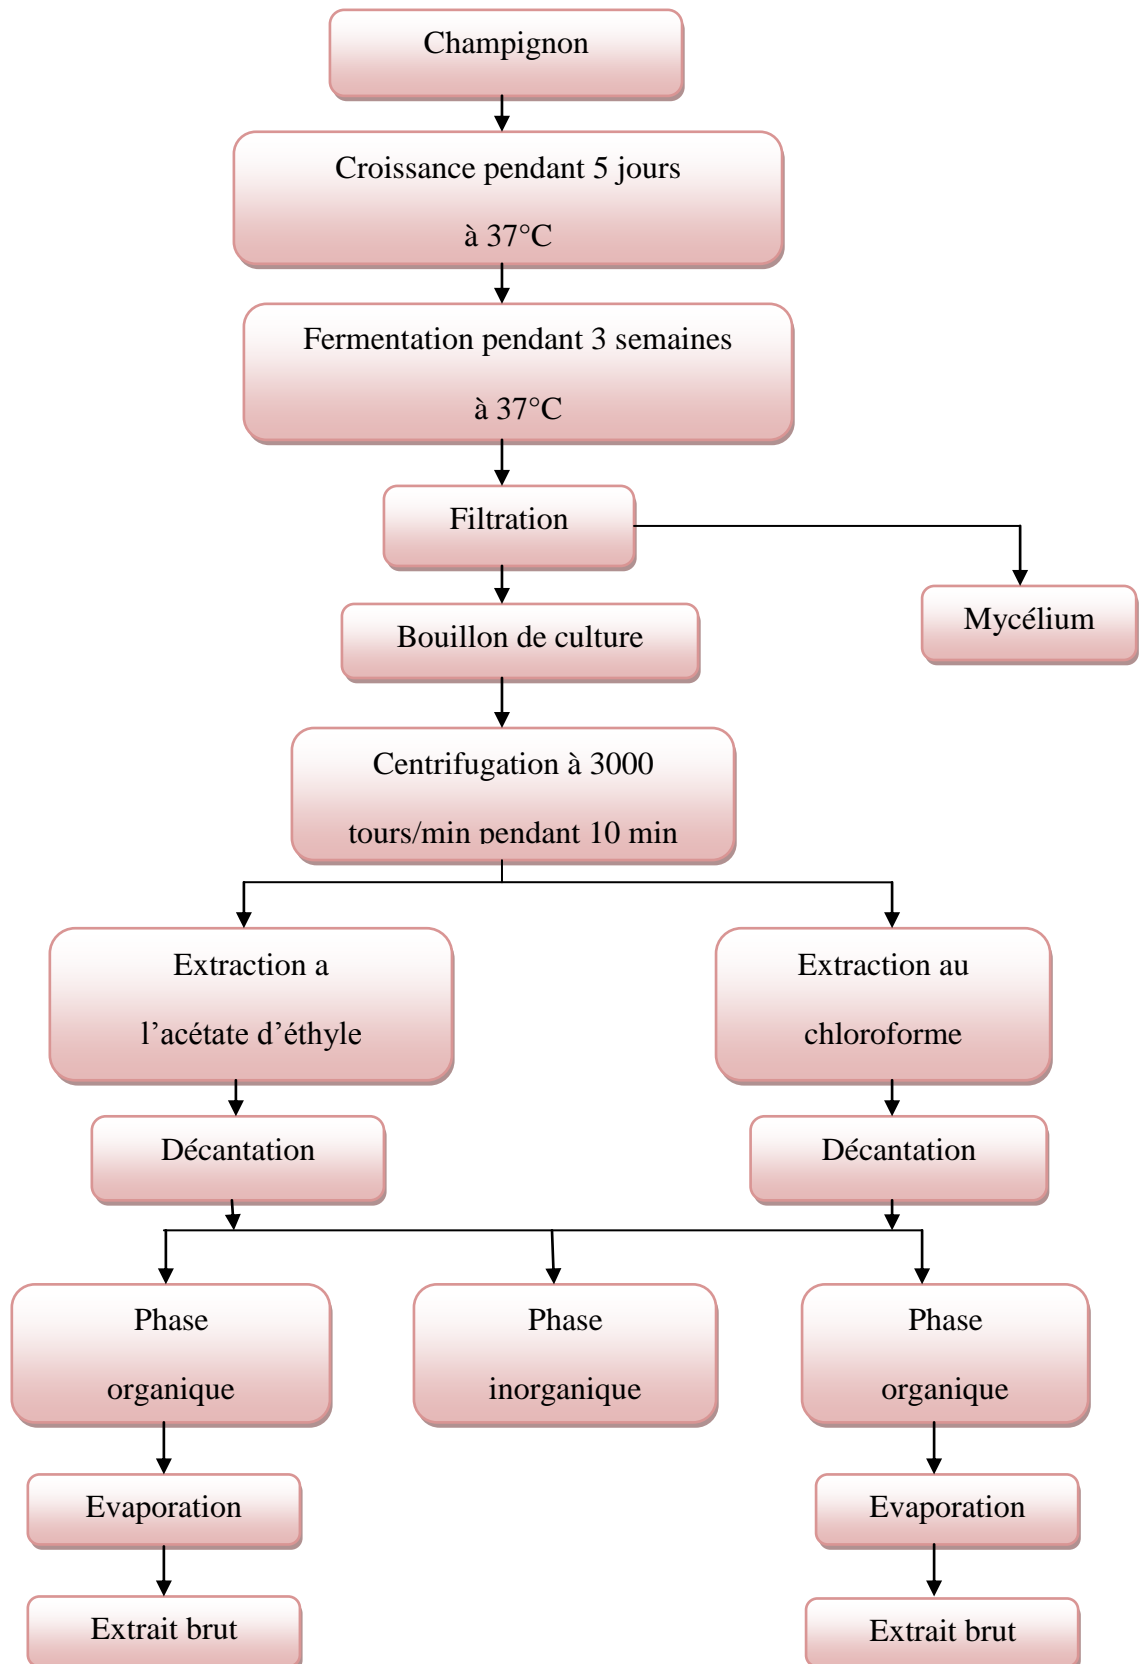 Champignon
Croissance pendant 5 jours
à 37°C
Fermentation pendant 3 semaines
à 37°C
Filtration
Mycélium
Bouillon de culture
Centrifugation à 3000
tours/min pendant 10 min
Extraction a
l’acétate d’éthyle
Extraction au
chloroforme
Décantation
Décantation
Phase
organique
Phase
inorganique
Phase
organique
Evaporation
Evaporation
Extrait brut
Extrait brut